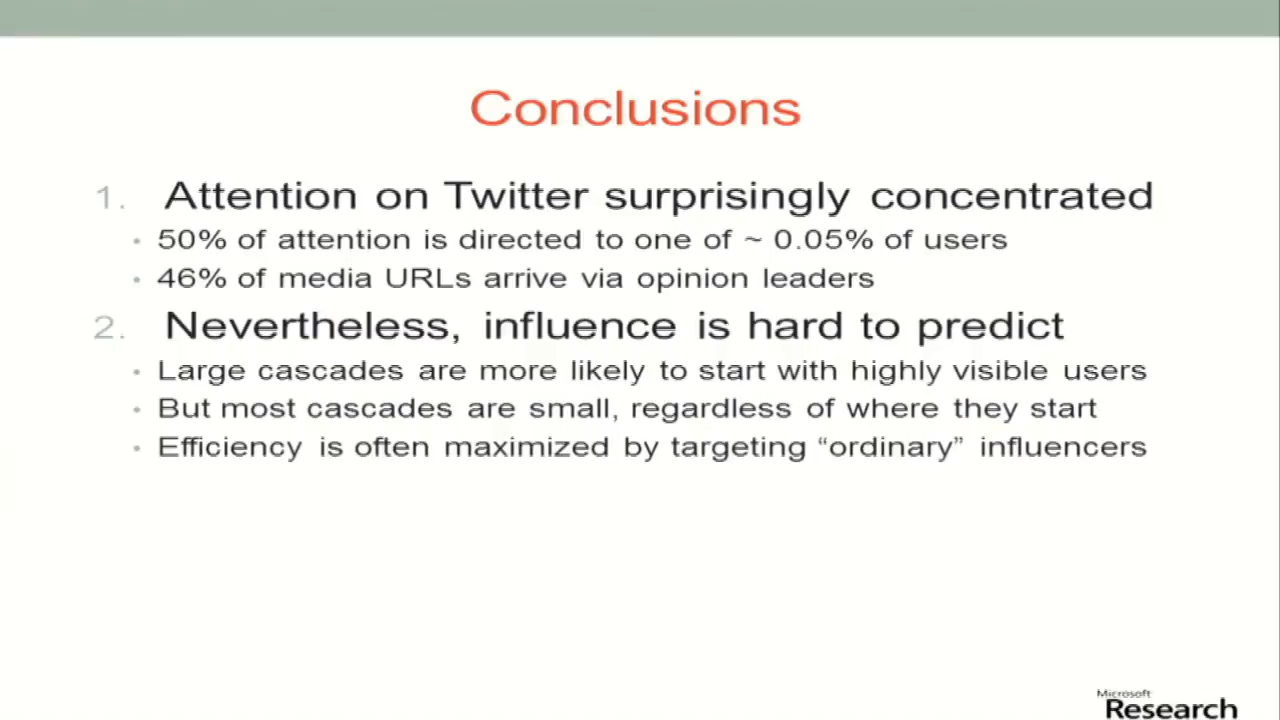 Conclusions
1. Attention on Twitter surprisingly concentrated
• 50% of attention is directed to one of ~ 0.05% of users
• 46% of media URLs arrive via opinion leaders
2. Nevertheless, influence is hard to predict
• Large cascades are more likely to start with highly visible users
• But most cascades are small, regardless of where they start
• Efficiency is often maximized by targeting “ordinary” influencers
Microsoft
Research